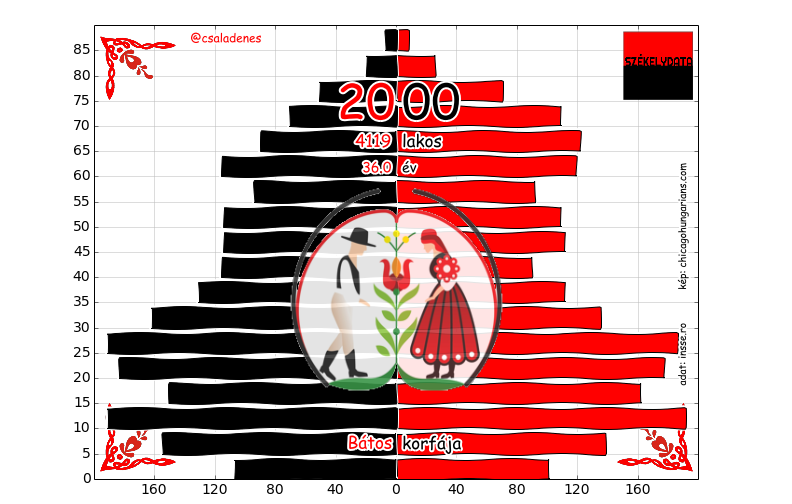 @csaladenes
SZÉKELYDATA
2000
4119 lakos
36.0 év
kép: chicagohungarians.com
adat: insse.ro
Bátos korfája
85
80
75
70
65
60
55
50
45
40
35
30
25
20
15
10
5
0
160 120 80 40 0 40 80 120 160